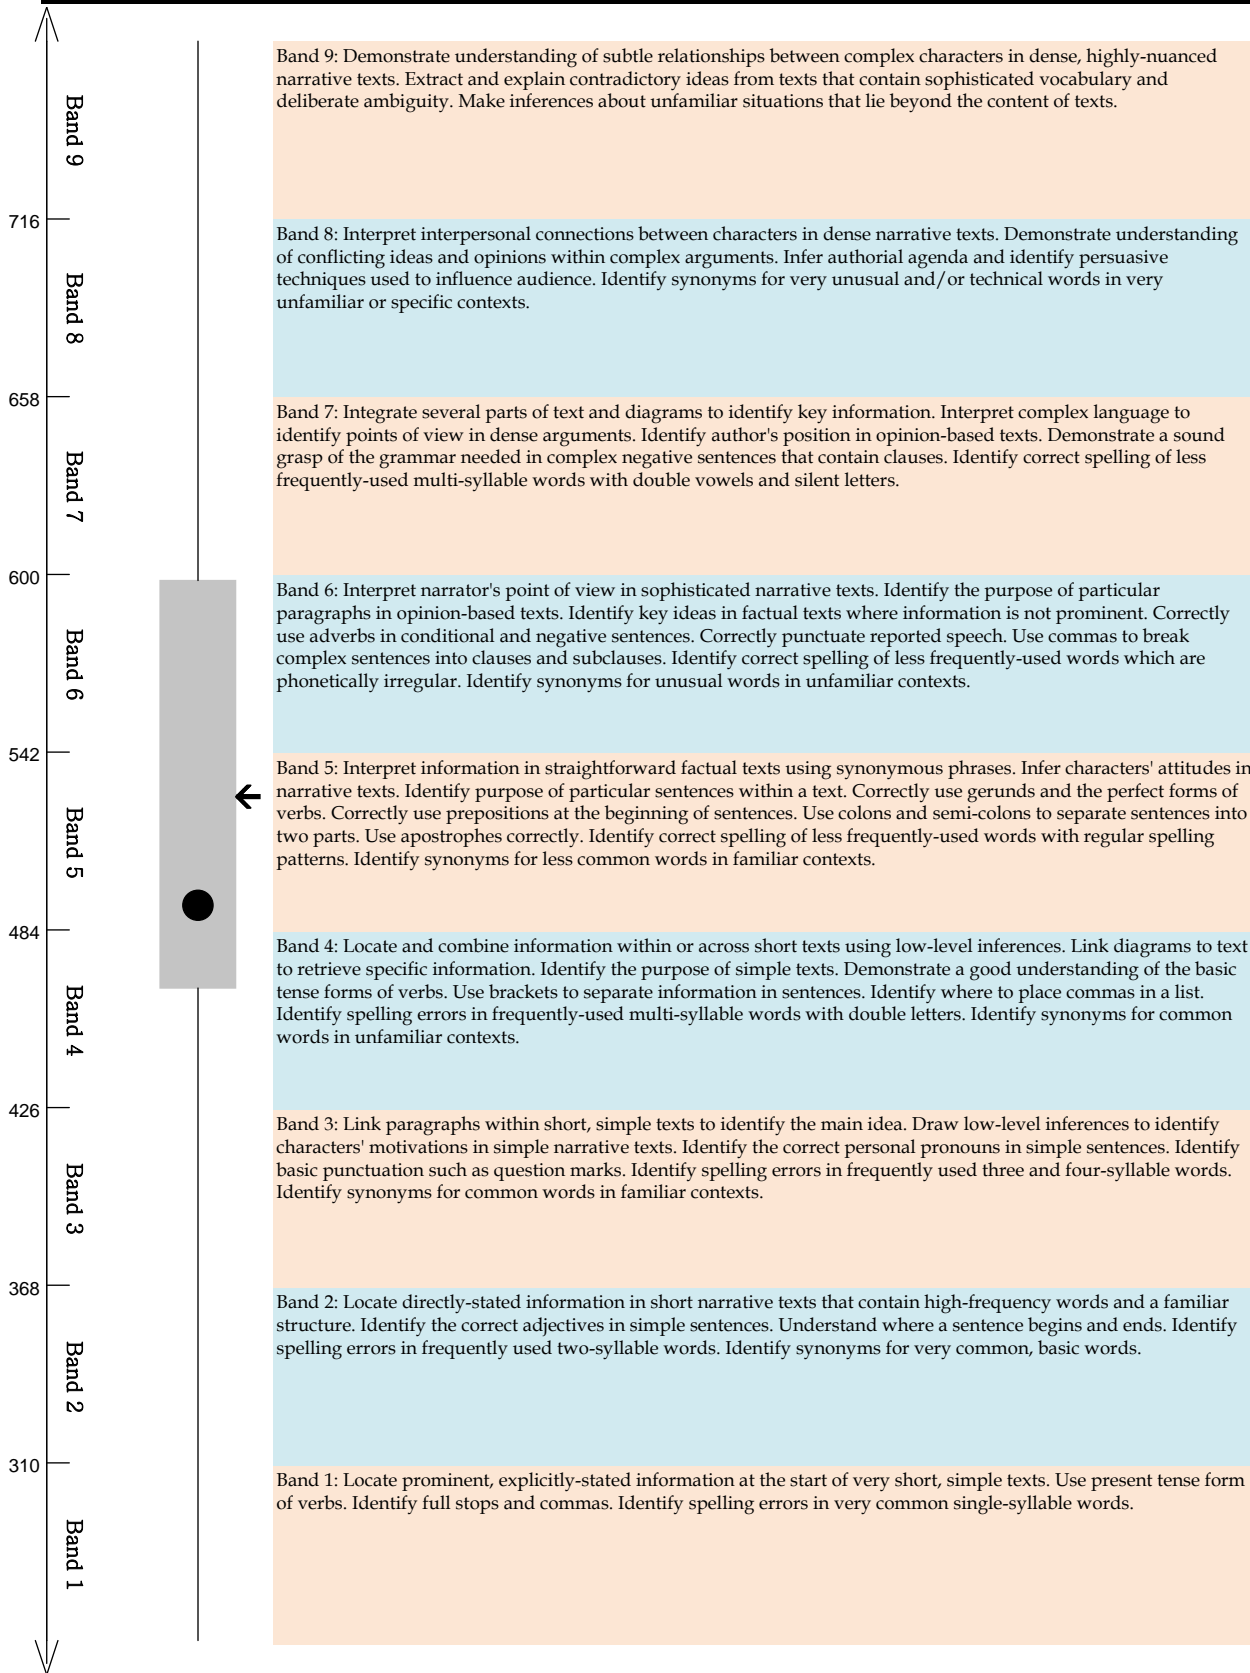 Band 9: Demonstrate understanding of subtle relationships between complex characters in dense, highly-nuanced
narrative texts. Extract and explain contradictory ideas from texts that contain sophisticated vocabulary and
deliberate ambiguity. Make inferences about unfamiliar situations that lie beyond the content of texts.
Band 9
716
Band 8: Interpret interpersonal connections between characters in dense narrative texts. Demonstrate understanding
of conflicting ideas and opinions within complex arguments. Infer authorial agenda and identify persuasive
techniques used to influence audience. Identify synonyms for very unusual and/or technical words in very
unfamiliar or specific contexts.
Band 8
658
Band 7: Integrate several parts of text and diagrams to identify key information. Interpret complex language to
identify points of view in dense arguments. Identify author's position in opinion-based texts. Demonstrate a sound
grasp of the grammar needed in complex negative sentences that contain clauses. Identify correct spelling of less
frequently-used multi-syllable words with double vowels and silent letters.
Band 7
600
Band 6: Interpret narrator's point of view in sophisticated narrative texts. Identify the purpose of particular
paragraphs in opinion-based texts. Identify key ideas in factual texts where information is not prominent. Correctly
use adverbs in conditional and negative sentences. Correctly punctuate reported speech. Use commas to break
complex sentences into clauses and subclauses. Identify correct spelling of less frequently-used words which are
phonetically irregular. Identify synonyms for unusual words in unfamiliar contexts.
Band 6
542
Band 5: Interpret information in straightforward factual texts using synonymous phrases. Infer characters' attitudes in
narrative texts. Identify purpose of particular sentences within a text. Correctly use gerunds and the perfect forms of
verbs. Correctly use prepositions at the beginning of sentences. Use colons and semi-colons to separate sentences into
two parts. Use apostrophes correctly. Identify correct spelling of less frequently-used words with regular spelling
patterns. Identify synonyms for less common words in familiar contexts.
Band 5
484
Band 4: Locate and combine information within or across short texts using low-level inferences. Link diagrams to text
to retrieve specific information. Identify the purpose of simple texts. Demonstrate a good understanding of the basic
tense forms of verbs. Use brackets to separate information in sentences. Identify where to place commas in a list.
Identify spelling errors in frequently-used multi-syllable words with double letters. Identify synonyms for common
words in unfamiliar contexts.
Band 4
426
Band 3: Link paragraphs within short, simple texts to identify the main idea. Draw low-level inferences to identify
characters' motivations in simple narrative texts. Identify the correct personal pronouns in simple sentences. Identify
basic punctuation such as question marks. Identify spelling errors in frequently used three and four-syllable words.
Identify synonyms for common words in familiar contexts.
Band 3
368
Band 2: Locate directly-stated information in short narrative texts that contain high-frequency words and a familiar
structure. Identify the correct adjectives in simple sentences. Understand where a sentence begins and ends. Identify
spelling errors in frequently used two-syllable words. Identify synonyms for very common, basic words.
Band 2
310
Band 1: Locate prominent, explicitly-stated information at the start of very short, simple texts. Use present tense form
of verbs. Identify full stops and commas. Identify spelling errors in very common single-syllable words.
Band 1